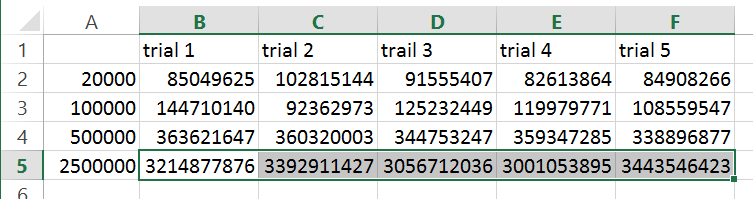 A B C D E F
1 trial 1 trial 2 trail 3 trial 4 trial 5
2 20000 85049625 102815144 91555407 82613864 84908266
3 100000 144710140 92362973 125232449 119979771 108559547
4 500000 363621647 360320003 344753247 359347285 338896877
5 2500000 3214877876 3392911427 3056712036 3001053895 3443546423
6